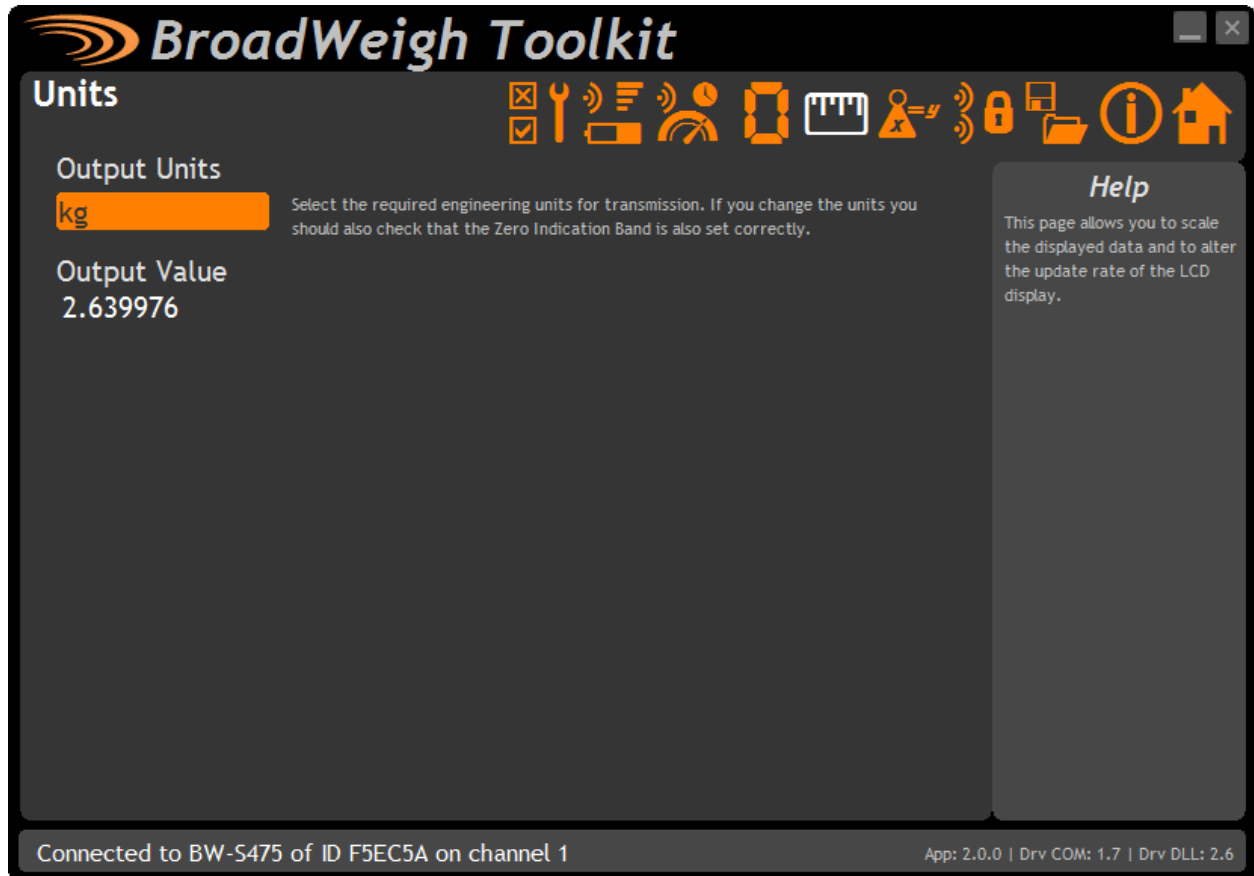 BroadWeigh Toolkit
Units
x
=y
Output Units
kg
Select the required engineering units for transmission. If you change the units you
should also check that the Zero Indication Band is also set correctly.
Output Value
2.639976
Help
This page allows you to scale
the displayed data and to alter
the update rate of the LCD
display.
Connected to BW-S475 of ID F5EC5A on channel 1
App: 2.0.0 | Drv COM: 1.7 | Drv DLL: 2.6